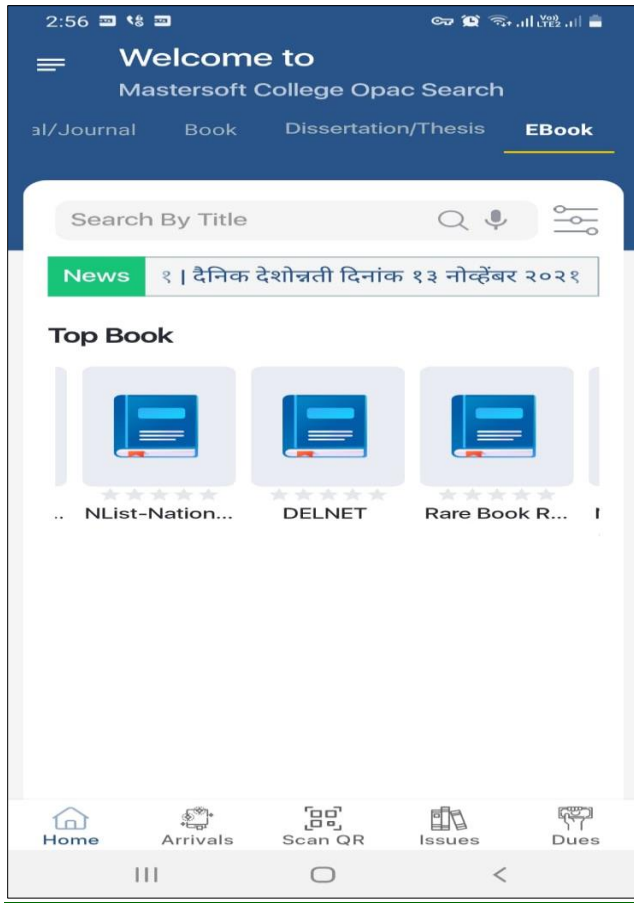 2:56
Welcome to
Mastersoft College Opac Search
al/Journal Book Dissertation/Thesis EBook
Search By Title
News १ | दैनिक देशोन्नती दिनांक १३ नोव्हेंबर २०२१
Top Book
.. NList-Nation... DELNET Rare Book R...
Home Arrivals Scan QR Issues Dues